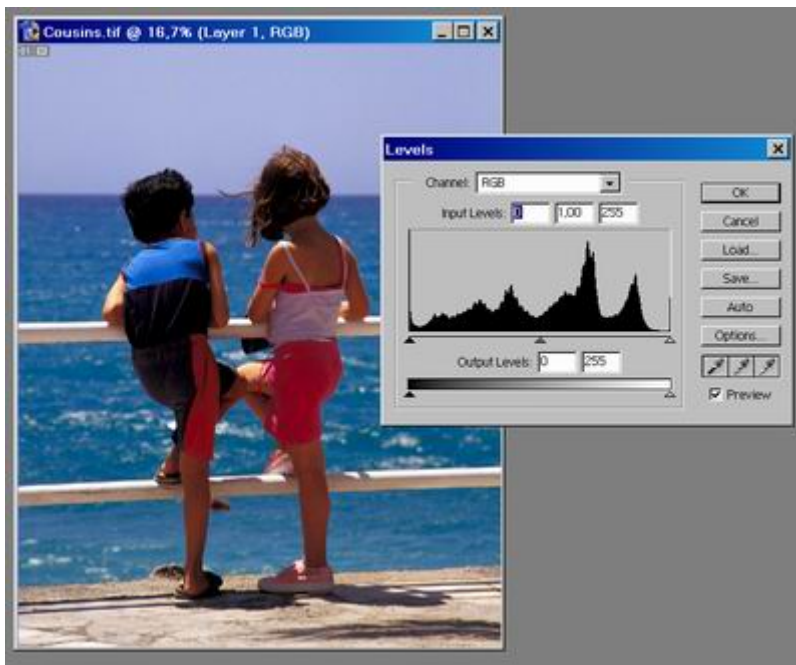 Cousins.tif @ 16,7% (Layer 1, RGB)
Levels
Channel: RGB
OK
Input Levels: 0 1,00 255
Cancel
Load...
Save...
Auto
Options...
Output Levels: 0 255
Preview